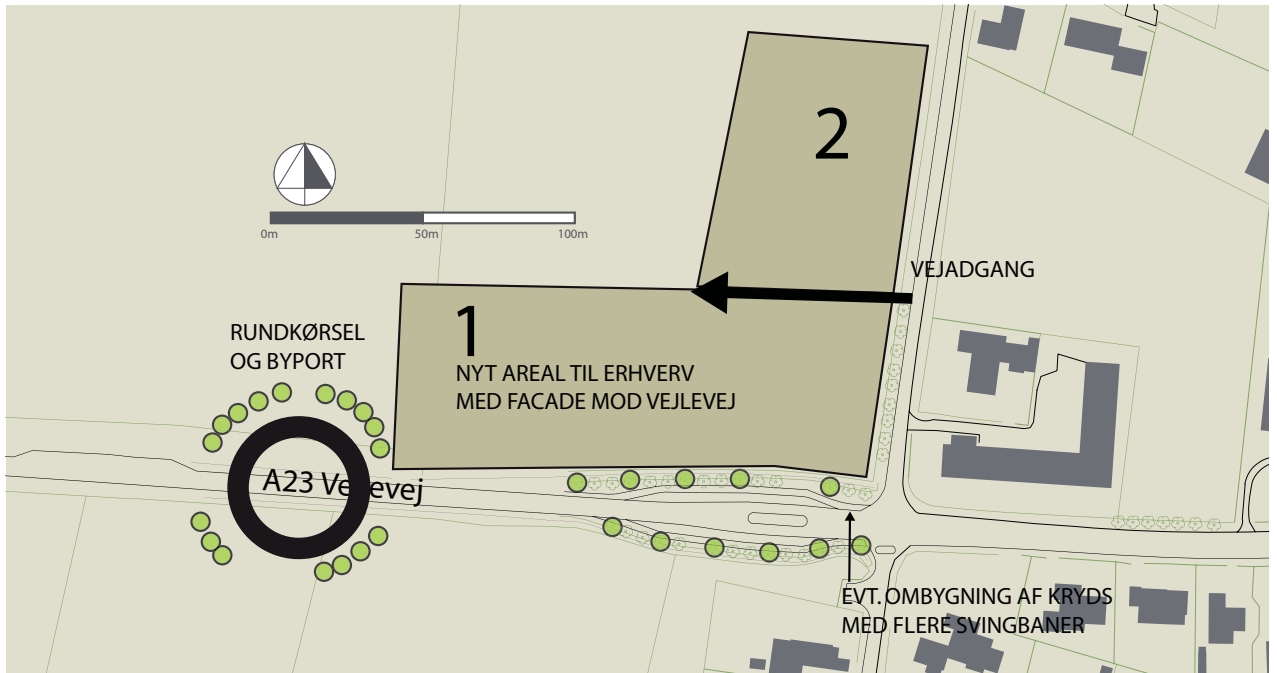 2
0m
50m
100m
VEJADGANG
1
RUNDKØRSEL
OG BYPORT
NYT AREAL TIL ERHVERV
MED FACADE MOD VEJLEVEJ
A23 Vejlevej
EVT. OMBYGNING AF KRYDS
MED FLERE SVINGBANER